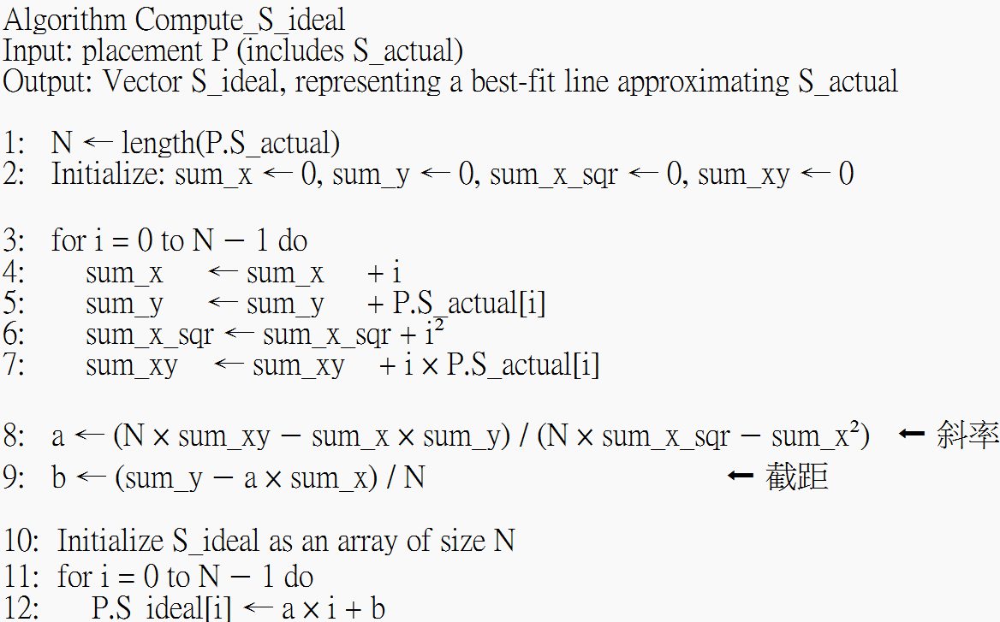 Algorithm Compute_S_ideal
Input: placement P (includes S_actual)
Output: Vector S_ideal, representing a best-fit line approximating S_actual
1: N ← length(P.S_actual)
2: Initialize: sum_x ← 0, sum_y ← 0, sum_x_sqr ← 0, sum_xy ← 0
3: for i = 0 to N − 1 do
4: sum_x ← sum_x + i
5: sum_y ← sum_y + P.S_actual[i]
6: sum_x_sqr ← sum_x_sqr + i²
7: sum_xy ← sum_xy + i × P.S_actual[i]
8: a ← (N × sum_xy − sum_x × sum_y) / (N × sum_x_sqr − sum_x²) ← 斜率
9: b ← (sum_y − a × sum_x) / N ← 截距
10: Initialize S_ideal as an array of size N
11: for i = 0 to N − 1 do
12: P.S_ideal[i] ← a × i + b